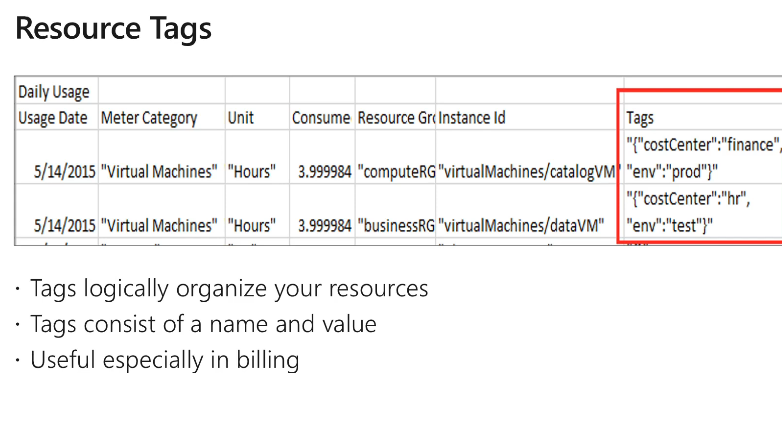 Resource Tags
Daily Usage
Usage Date Meter Category Unit Consume Resource Gro Instance Id Tags
"{"costCenter":"finance",
5/14/2015 "Virtual Machines" "Hours" 3.999984 "computeRG "virtualMachines/catalogVM" "env":"prod"}"
"{"costCenter":"hr",
5/14/2015 "Virtual Machines" "Hours" 3.999984 "businessRG "virtualMachines/dataVM" "env":"test"}"
· Tags logically organize your resources
· Tags consist of a name and value
· Useful especially in billing